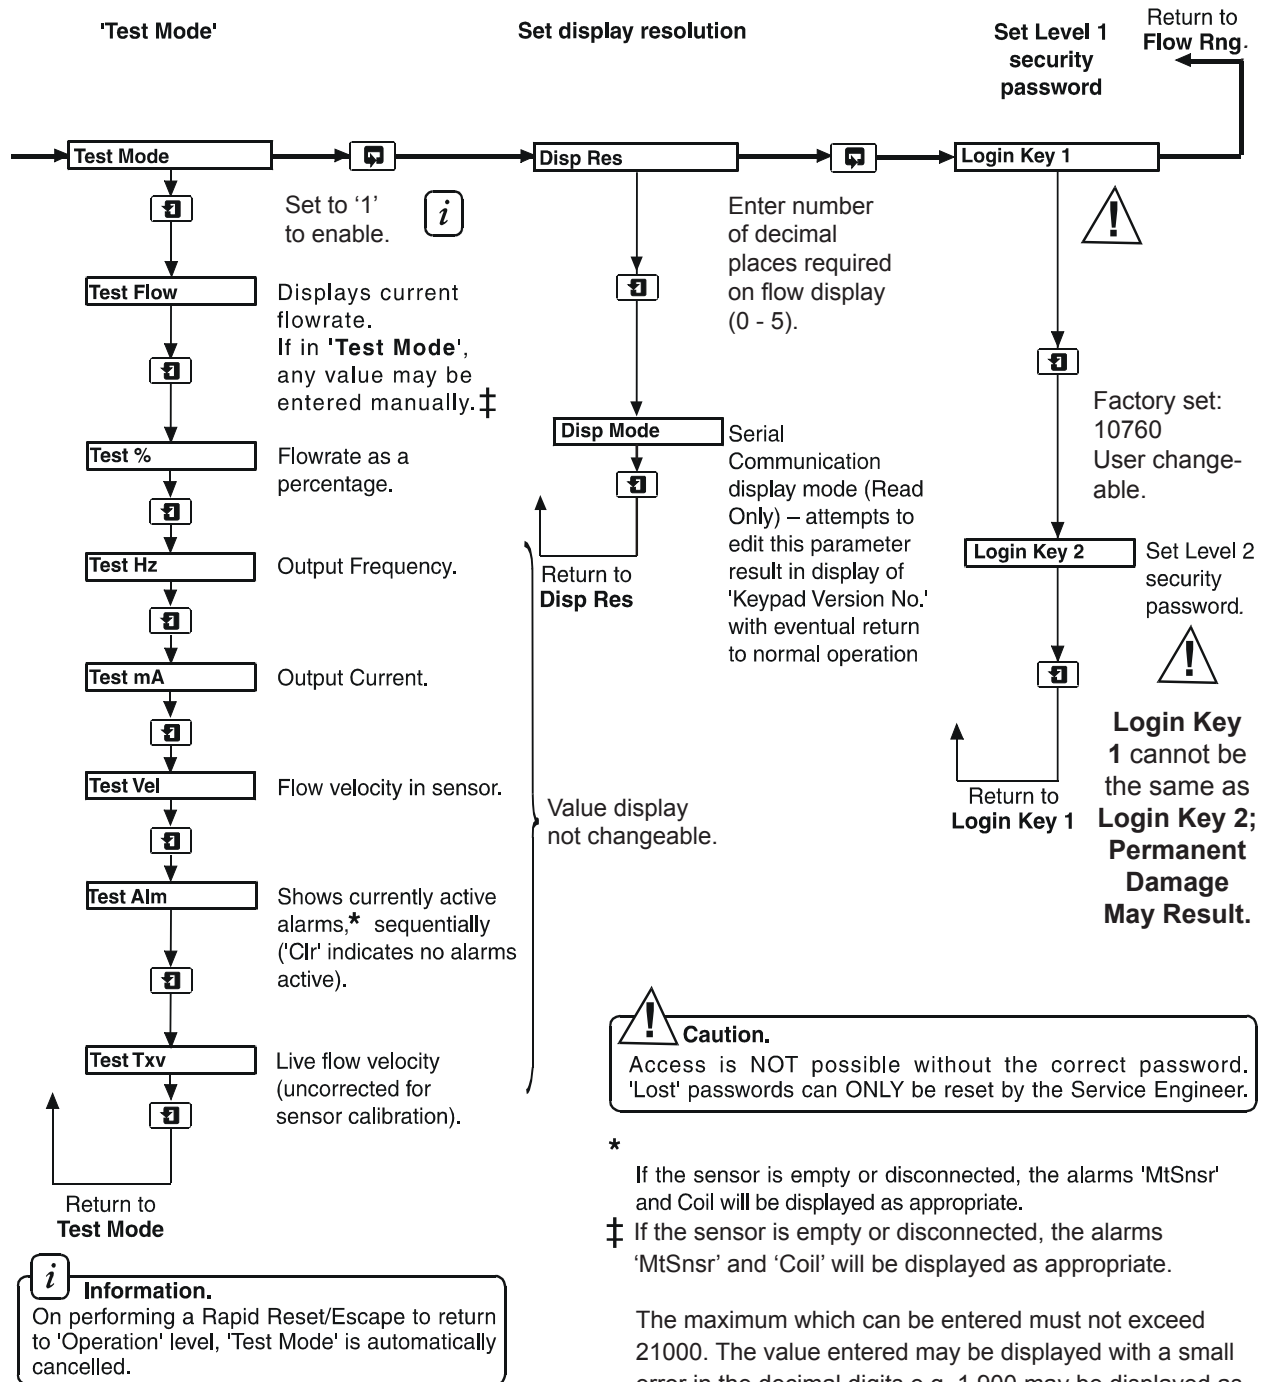 'Test Mode'
Set display resolution
Set Level 1
security
password
Return to
Flow Rng.
Test Mode
Disp Res
Login Key 1
Set to ‘1’
to enable.
i
Enter number
of decimal
places required
on flow display
(0 - 5).
!
Test Flow
Displays current
flowrate.
If in 'Test Mode',
any value may be
entered manually.‡
Factory set:
10760
User change-
able.
Test %
Flowrate as a
percentage.
Disp Mode
Serial
Communication
display mode (Read
Only) – attempts to
edit this parameter
result in display of
'Keypad Version No.'
with eventual return
to normal operation
Return to
Disp Res
Test Hz
Output Frequency.
Login Key 2
Set Level 2
security
password.
!
Test mA
Output Current.
Login Key
1 cannot be
the same as
Login Key 2;
Permanent
Damage
May Result.
Return to
Login Key 1
Test Vel
Flow velocity in sensor.
Value display
not changeable.
Test Alm
Shows currently active
alarms,* sequentially
('Clr' indicates no alarms
active).
Test Txv
Live flow velocity
(uncorrected for
sensor calibration).
Return to
Test Mode
! Caution.
Access is NOT possible without the correct password.
'Lost' passwords can ONLY be reset by the Service Engineer.
*
If the sensor is empty or disconnected, the alarms 'MtSnsr'
and Coil will be displayed as appropriate.
‡ If the sensor is empty or disconnected, the alarms
‘MtSnsr’ and ‘Coil’ will be displayed as appropriate.
i Information.
On performing a Rapid Reset/Escape to return
to 'Operation' level, 'Test Mode' is automatically
cancelled.
The maximum which can be entered must not exceed
21000. The value entered may be displayed with a small
error in the decimal digits e.g. 1.000 may be displayed as